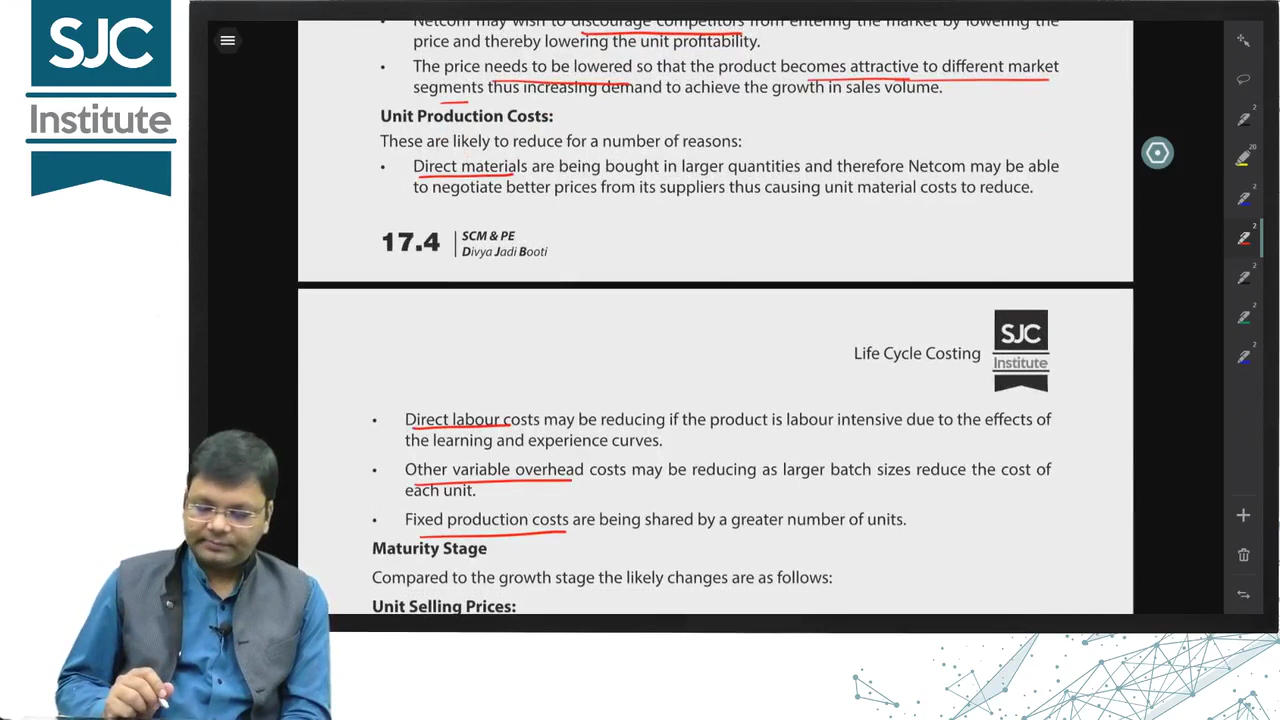 SJC
Institute
Netcom may wish to discourage competitors from entering the market by lowering the
price and thereby lowering the unit profitability.
• The price needs to be lowered so that the product becomes attractive to different market
segments thus increasing demand to achieve the growth in sales volume.
Unit Production Costs:
These are likely to reduce for a number of reasons:
• Direct materials are being bought in larger quantities and therefore Netcom may be able
to negotiate better prices from its suppliers thus causing unit material costs to reduce.
17.4
SCM & PE
Divya Jadi Booti
SJC
Institute
Life Cycle Costing
• Direct labour costs may be reducing if the product is labour intensive due to the effects of
the learning and experience curves.
• Other variable overhead costs may be reducing as larger batch sizes reduce the cost of
each unit.
• Fixed production costs are being shared by a greater number of units.
Maturity Stage
Compared to the growth stage the likely changes are as follows:
Unit Selling Prices:
2
20
2
2
2
2
2